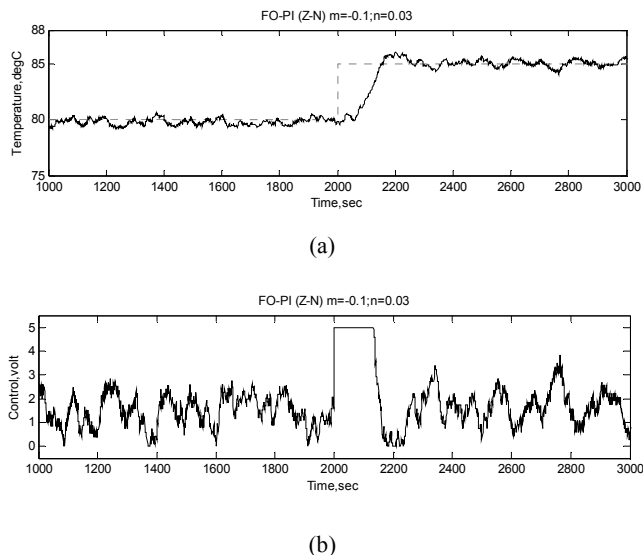 FO-PI (Z-N) m=-0.1;n=0.03
88
85
80
75
Temperature,degC
1000 1200 1400 1600 1800 2000 2200 2400 2600 2800 3000
Time,sec
(a)
FO-PI (Z-N) m=-0.1;n=0.03
5
4
3
2
1
0
Control,volt
1000 1200 1400 1600 1800 2000 2200 2400 2600 2800 3000
Time,sec
(b)